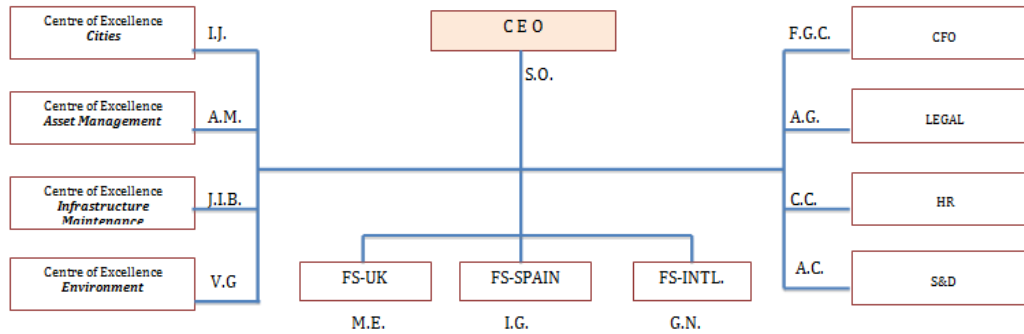 Centre of Excellence
Cities
I.J.
C E O
S.O.
F.G.C.
CFO
Centre of Excellence
Asset Management
A.M.
A.G.
LEGAL
Centre of Excellence
Infrastructure
Maintenance
J.I.B.
C.C.
HR
Centre of Excellence
Environment
V.G
FS-UK
FS-SPAIN
FS-INTL.
A.C.
S&D
M.E.
I.G.
G.N.